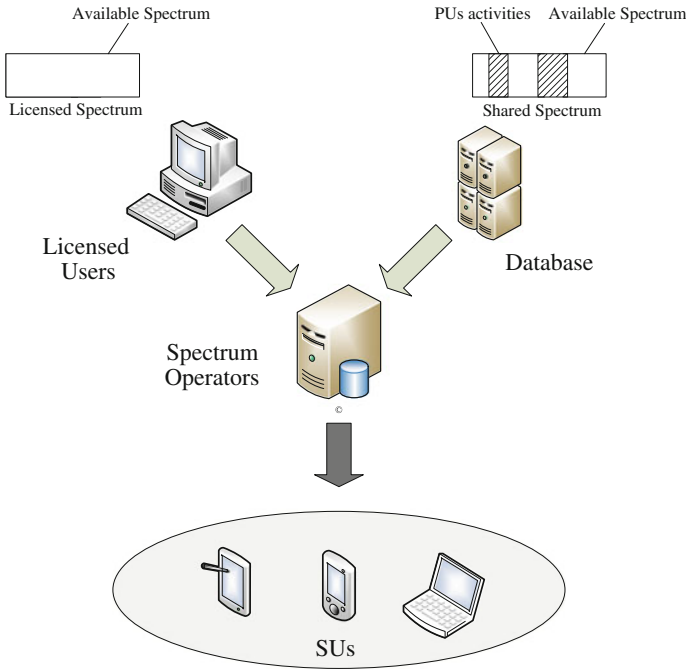 Available Spectrum
PUs activities
Available Spectrum
Licensed Spectrum
Shared Spectrum
Licensed
Users
Database
Spectrum
Operators
©
SUs